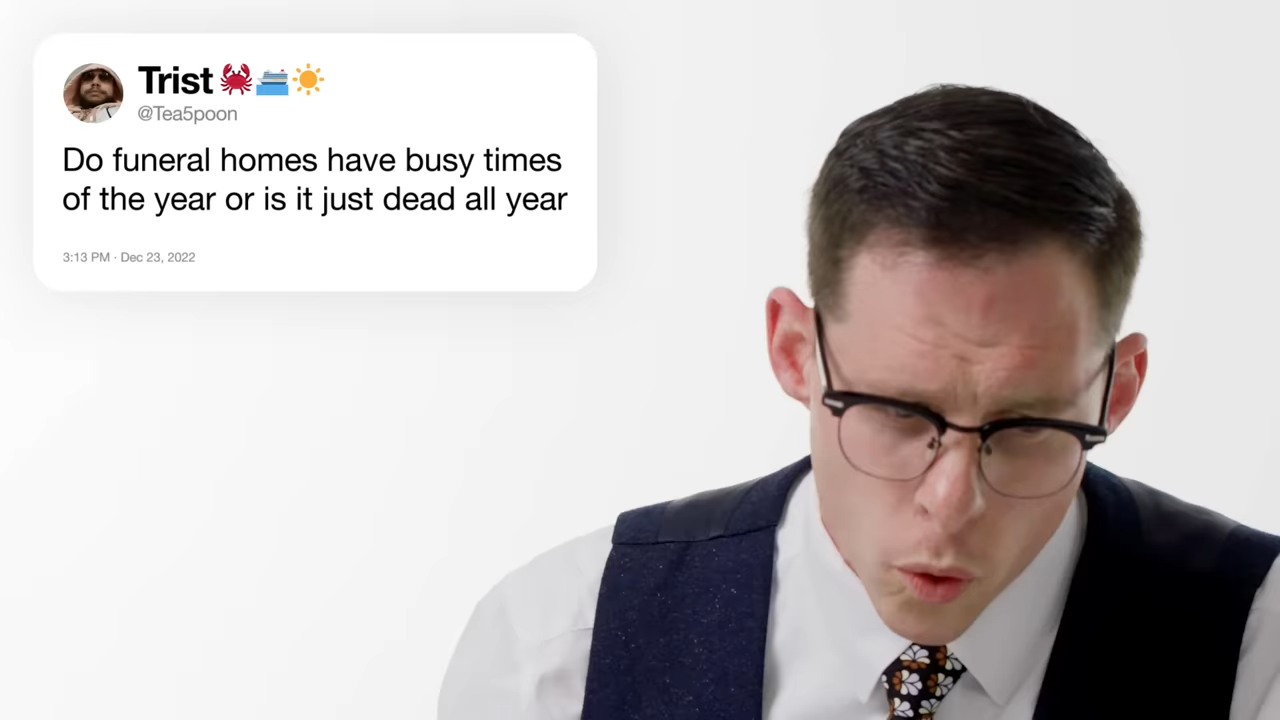 Trist 🦀🛳️☀️
@Tea5poon
Do funeral homes have busy times
of the year or is it just dead all year
3:13 PM · Dec 23, 2022